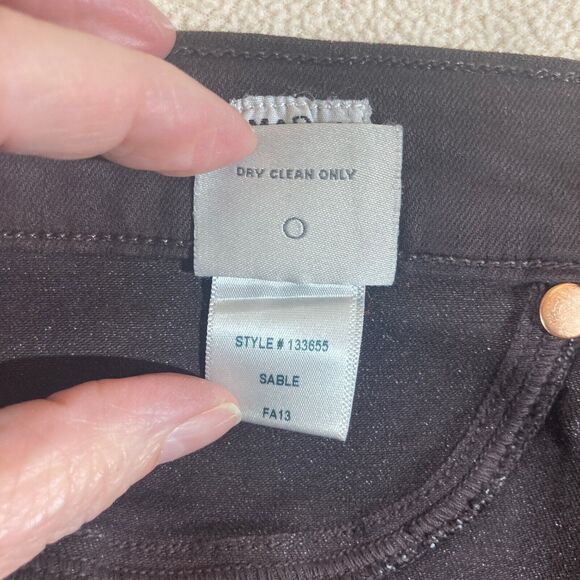 DRY CLEAN ONLY
O
STYLE # 133655
SABLE
FA13